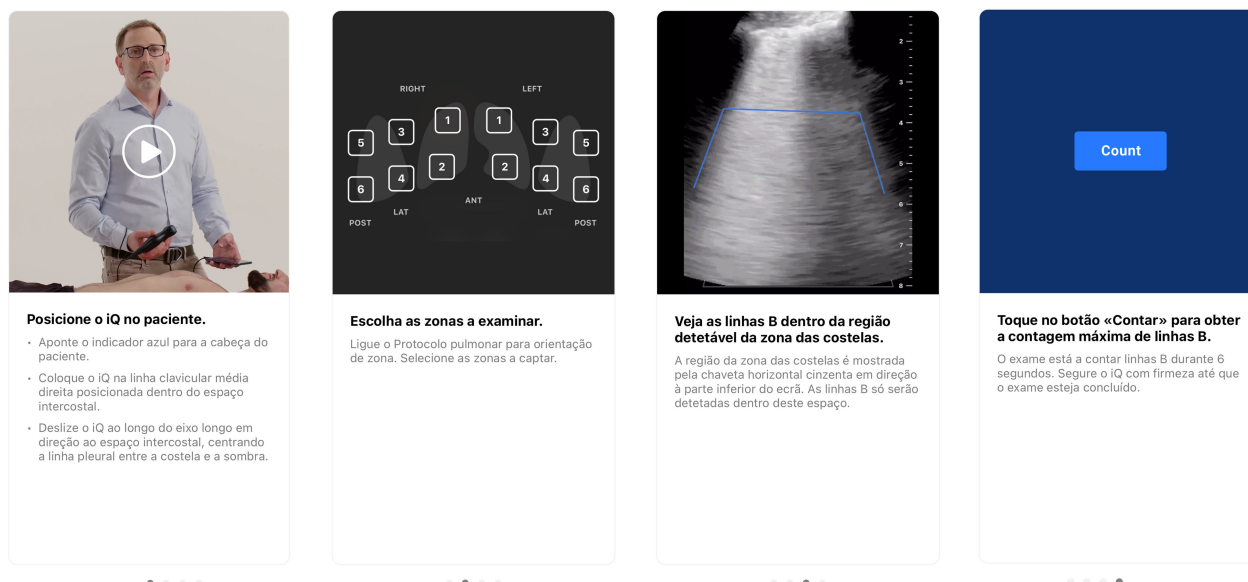 Posicione o iQ no paciente.
• Aponte o indicador azul para a cabeça do
paciente.
• Coloque o iQ na linha clavicular média
direita posicionada dentro do espaço
intercostal.
• Deslize o iQ ao longo do eixo longo em
direção ao espaço intercostal, centrando
a linha pleural entre a costela e a sombra.
RIGHT LEFT
1 1
3 3
5 5
2 2
4 4
6 6
ANT
LAT LAT
POST POST
Escolha as zonas a examinar.
Ligue o Protocolo pulmonar para orientação
de zona. Selecione as zonas a captar.
2
3
4
5
6
7
8
Veja as linhas B dentro da região
detetável da zona das costelas.
A região da zona das costelas é mostrada
pela chaveta horizontal cinzenta em direção
à parte inferior do ecrã. As linhas B só serão
detetadas dentro deste espaço.
Count
Toque no botão «Contar» para obter
a contagem máxima de linhas B.
O exame está a contar linhas B durante 6
segundos. Segure o iQ com firmeza até que
o exame esteja concluído.